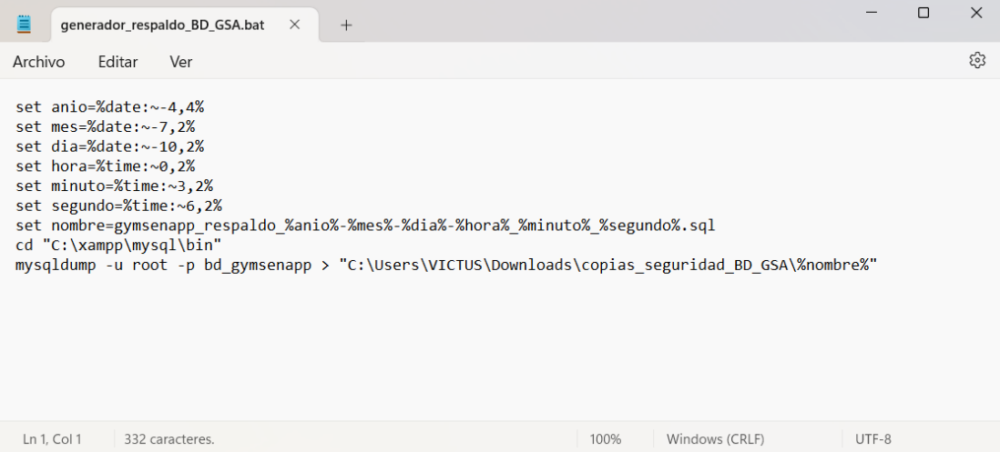 generador_respaldo_BD_GSA.bat
Archivo Editar Ver
set anio=%date:~-4,4%
set mes=%date:~-7,2%
set dia=%date:~-10,2%
set hora=%time:~0,2%
set minuto=%time:~3,2%
set segundo=%time:~6,2%
set nombre=gymsenapp_respaldo_%anio%-%mes%-%dia%-%hora%_%minuto%_%segundo%.sql
cd "C:\xampp\mysql\bin"
mysqldump -u root -p bd_gymsenapp > "C:\Users\VICTUS\Downloads\copias_seguridad_BD_GSA\%nombre%"
Ln 1, Col 1 332 caracteres. 100% Windows (CRLF) UTF-8